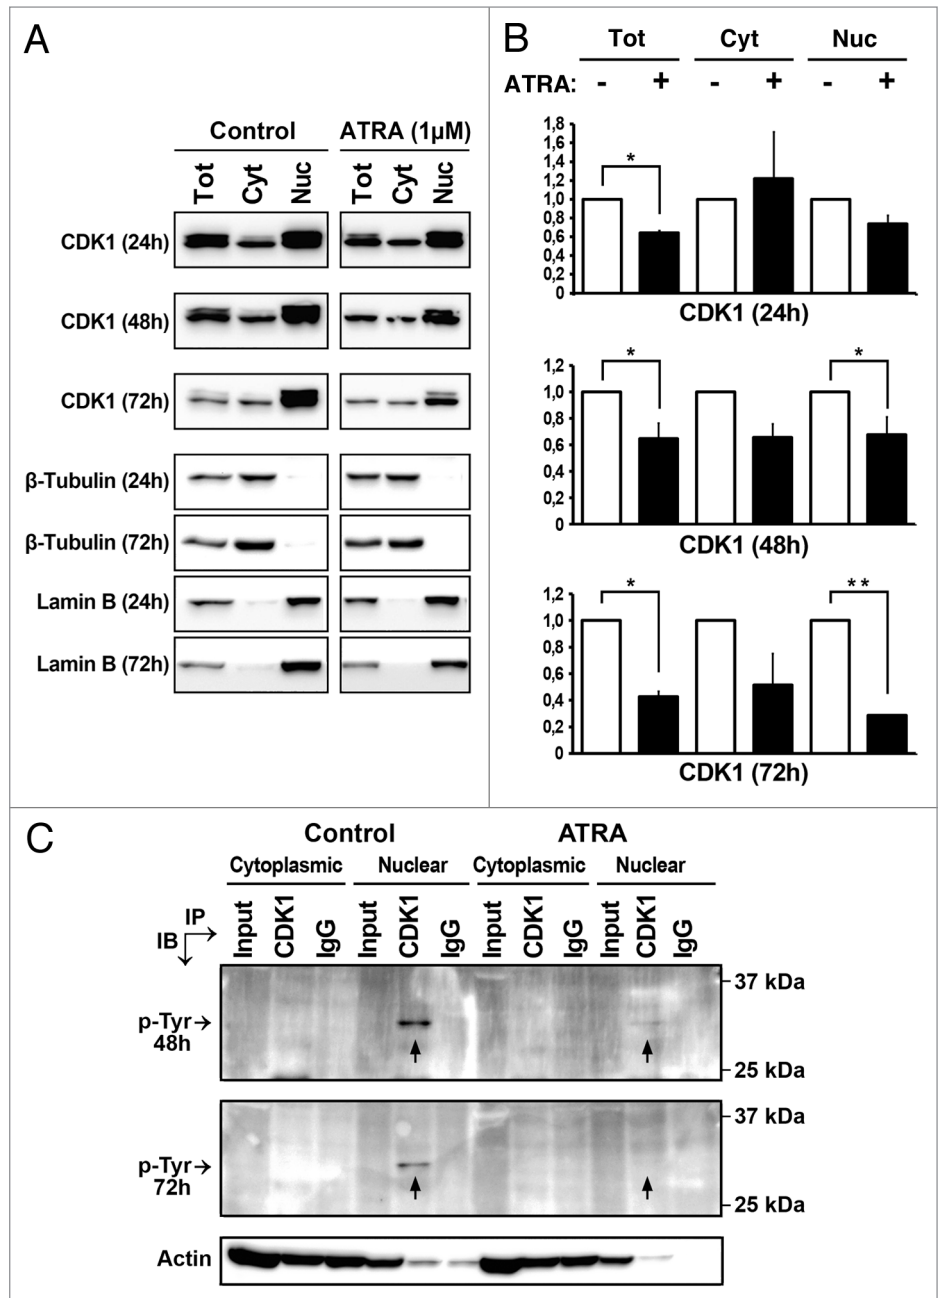 A
Control ATRA (1µM)
Tot Cyt Nuc Tot Cyt Nuc
CDK1 (24h)
CDK1 (48h)
CDK1 (72h)
β-Tubulin (24h)
β-Tubulin (72h)
Lamin B (24h)
Lamin B (72h)
B
Tot Cyt Nuc
ATRA: - + - + - +
1,8
1,6
1,4
1,2
1,0
0,8
0,6
0,4
0,2
0
*
CDK1 (24h)
1,2
1,0
0,8
0,6
0,4
0,2
0
* *
CDK1 (48h)
1,2
1,0
0,8
0,6
0,4
0,2
0
* **
CDK1 (72h)
C
Control ATRA
Cytoplasmic Nuclear Cytoplasmic Nuclear
IP
IB
Input CDK1 IgG Input CDK1 IgG Input CDK1 IgG Input CDK1 IgG
37 kDa
p-Tyr
48h
25 kDa
37 kDa
p-Tyr
72h
25 kDa
Actin